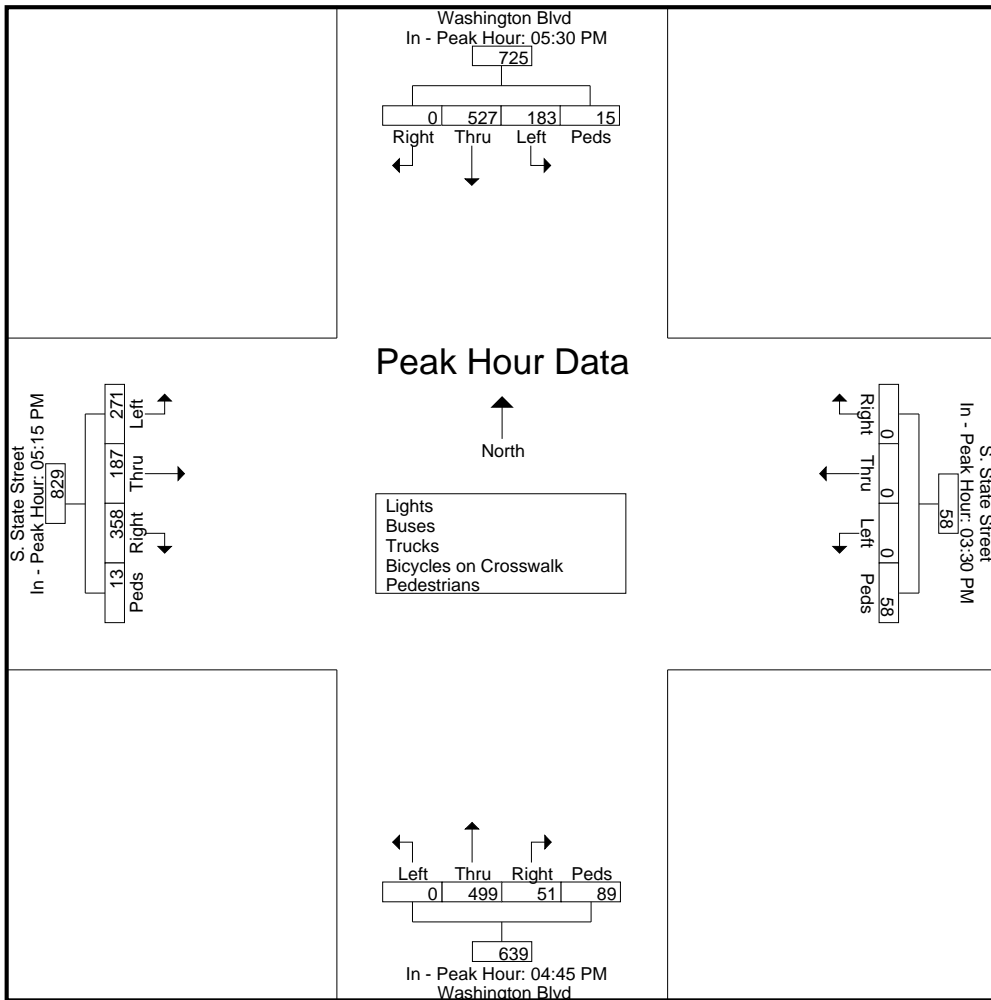 Washington Blvd
In - Peak Hour: 05:30 PM
725
0 527 183 15
Right Thru Left Peds
Peak Hour Data
North
Lights
Buses
Trucks
Bicycles on Crosswalk
Pedestrians
S. State Street
In - Peak Hour: 05:15 PM
829
271 187 358 13
Left Thru Right Peds
S. State Street
In - Peak Hour: 03:30 PM
58
0 0 0 58
Right Thru Left Peds
Left Thru Right Peds
0 499 51 89
639
In - Peak Hour: 04:45 PM
Washington Blvd